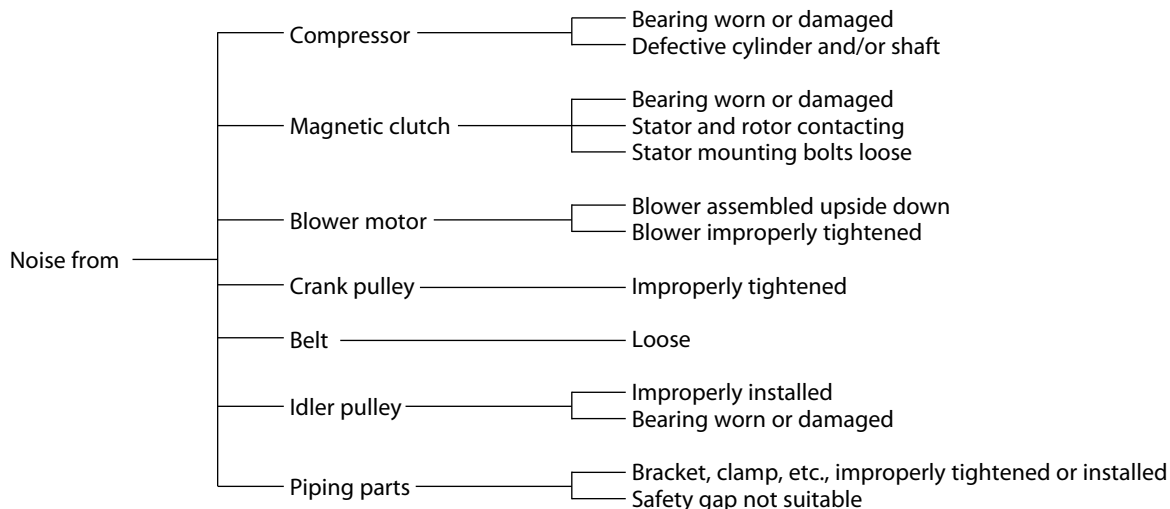 Noise from
Compressor
Bearing worn or damaged
Defective cylinder and/or shaft
Magnetic clutch
Bearing worn or damaged
Stator and rotor contacting
Stator mounting bolts loose
Blower motor
Blower assembled upside down
Blower improperly tightened
Crank pulley
Improperly tightened
Belt
Loose
Idler pulley
Improperly installed
Bearing worn or damaged
Piping parts
Bracket, clamp, etc., improperly tightened or installed
Safety gap not suitable